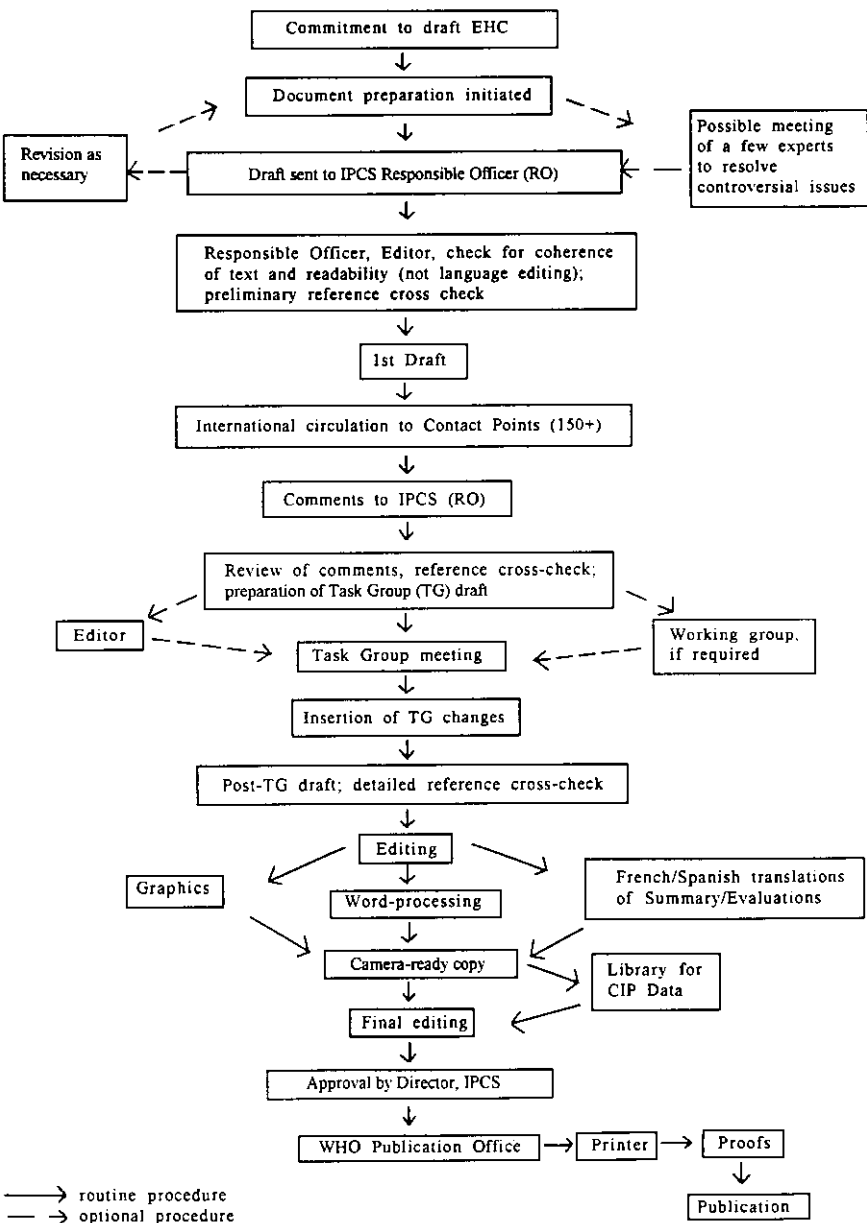 Commitment to draft EHC
Document preparation initiated
Revision as
necessary
Possible meeting
of a few experts
to resolve
controversial issues
Draft sent to IPCS Responsible Officer (RO)
Responsible Officer, Editor, check for coherence
of text and readability (not language editing);
preliminary reference cross check
1st Draft
International circulation to Contact Points (150+)
Comments to IPCS (RO)
Review of comments, reference cross-check;
preparation of Task Group (TG) draft
Editor
Working group,
if required
Task Group meeting
Insertion of TG changes
Post-TG draft; detailed reference cross-check
Editing
Graphics
French/Spanish translations
of Summary/Evaluations
Word-processing
Camera-ready copy
Library for
CIP Data
Final editing
Approval by Director, IPCS
WHO Publication Office
Printer
Proofs
Publication
routine procedure
optional procedure